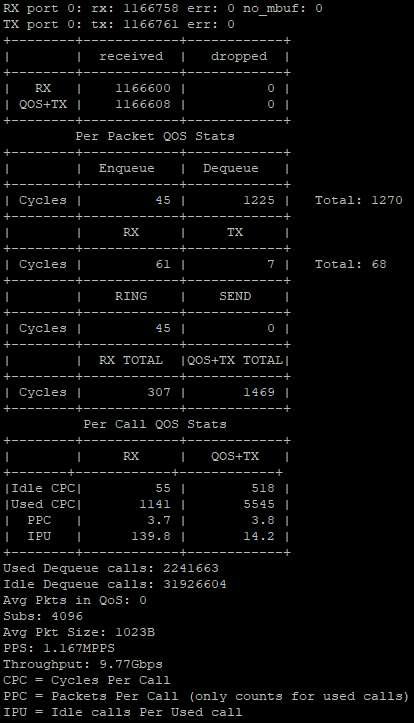 RX port 0: rx: 1166758 err: 0 no_mbuf: 0
TX port 0: tx: 1166761 err: 0
+--------+------------+------------+
|        |  received  |  dropped   |
+--------+------------+------------+
|   RX   |    1166600 |          0 |
| QOS+TX |    1166608 |          0 |
+--------+------------+------------+
Per Packet QOS Stats
+--------+------------+------------+
|        |  Enqueue   |  Dequeue   |
+--------+------------+------------+
| Cycles |         45 |       1225 |   Total: 1270
+--------+------------+------------+
|        |     RX     |     TX     |
+--------+------------+------------+
| Cycles |         61 |          7 |   Total: 68
+--------+------------+------------+
|        |    RING    |    SEND    |
+--------+------------+------------+
| Cycles |         45 |          0 |
+--------+------------+------------+
|        |  RX TOTAL  |QOS+TX TOTAL|
+--------+------------+------------+
| Cycles |        307 |       1469 |
+--------+------------+------------+
Per Call QOS Stats
+--------+------------+------------+
|        |     RX     |   QOS+TX   |
+-------+------------+------------+
|Idle CPC|         55 |        518 |
|Used CPC|       1141 |       5545 |
|  PPC   |        3.7 |        3.8 |
|  IPU   |      139.8 |       14.2 |
+--------+------------+------------+
Used Dequeue calls: 2241663
Idle Dequeue calls: 31926604
Avg Pkts in QoS: 0
Subs: 4096
Avg Pkt Size: 1023B
PPS: 1.167MPPS
Throughput: 9.77Gbps
CPC = Cycles Per Call
PPC = Packets Per Call (only counts for used calls)
IPU = Idle calls Per Used call